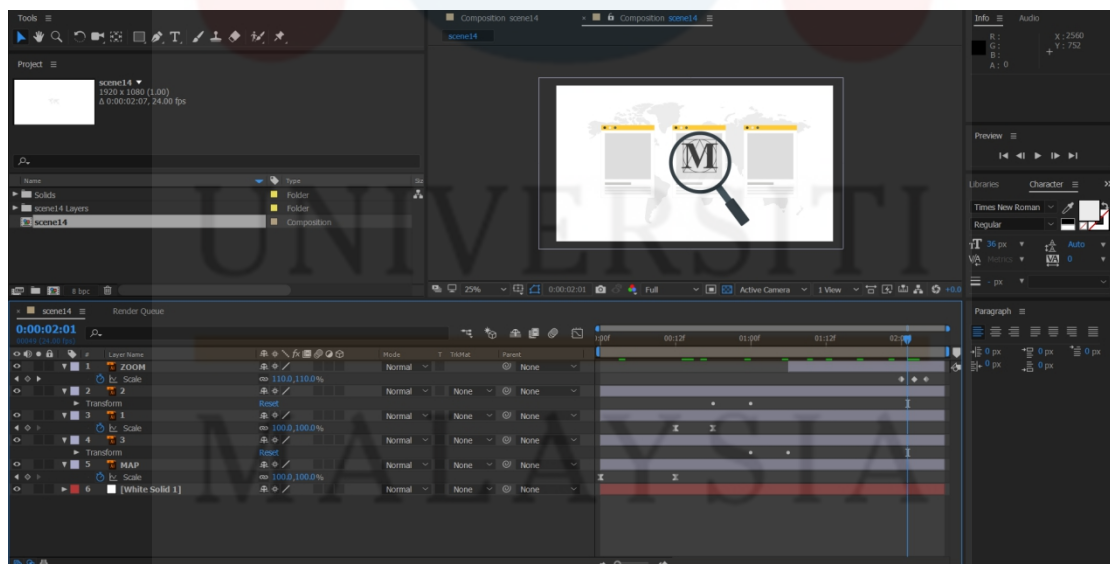 Tools
Composition scene14
Composition scene14
Info
Audio
scene14
R :
G :
B :
A : 0
X : 2560
Y : 752
Project
scene14
1920 x 1080 (1.00)
Δ 0:00:02:07, 24.00 fps
M
Preview
Name
Type
Solids
Folder
scene14 Layers
Folder
scene14
Composition
Libraries
Character
Times New Roman
Regular
36 px
Auto
Metrics
0
- px
8 bpc
25%
0:00:02:01
Full
Active Camera
1 View
+0.0
scene14
Render Queue
Paragraph
0:00:02:01
00:12f
01:00f
01:12f
0 px
0 px
0 px
0 px
0 px
#
Layer Name
Mode
T
TrkMat
Parent
1
ZOOM
Normal
None
Scale
110.0,110.0%
2
2
Normal
None
None
Transform
Reset
3
1
Normal
None
None
Scale
100.0,100.0%
4
3
Normal
None
None
Transform
Reset
5
MAP
Normal
None
None
Scale
100.0,100.0%
6
[White Solid 1]
Normal
None
None
UNIVERSITI
MALAYSIA